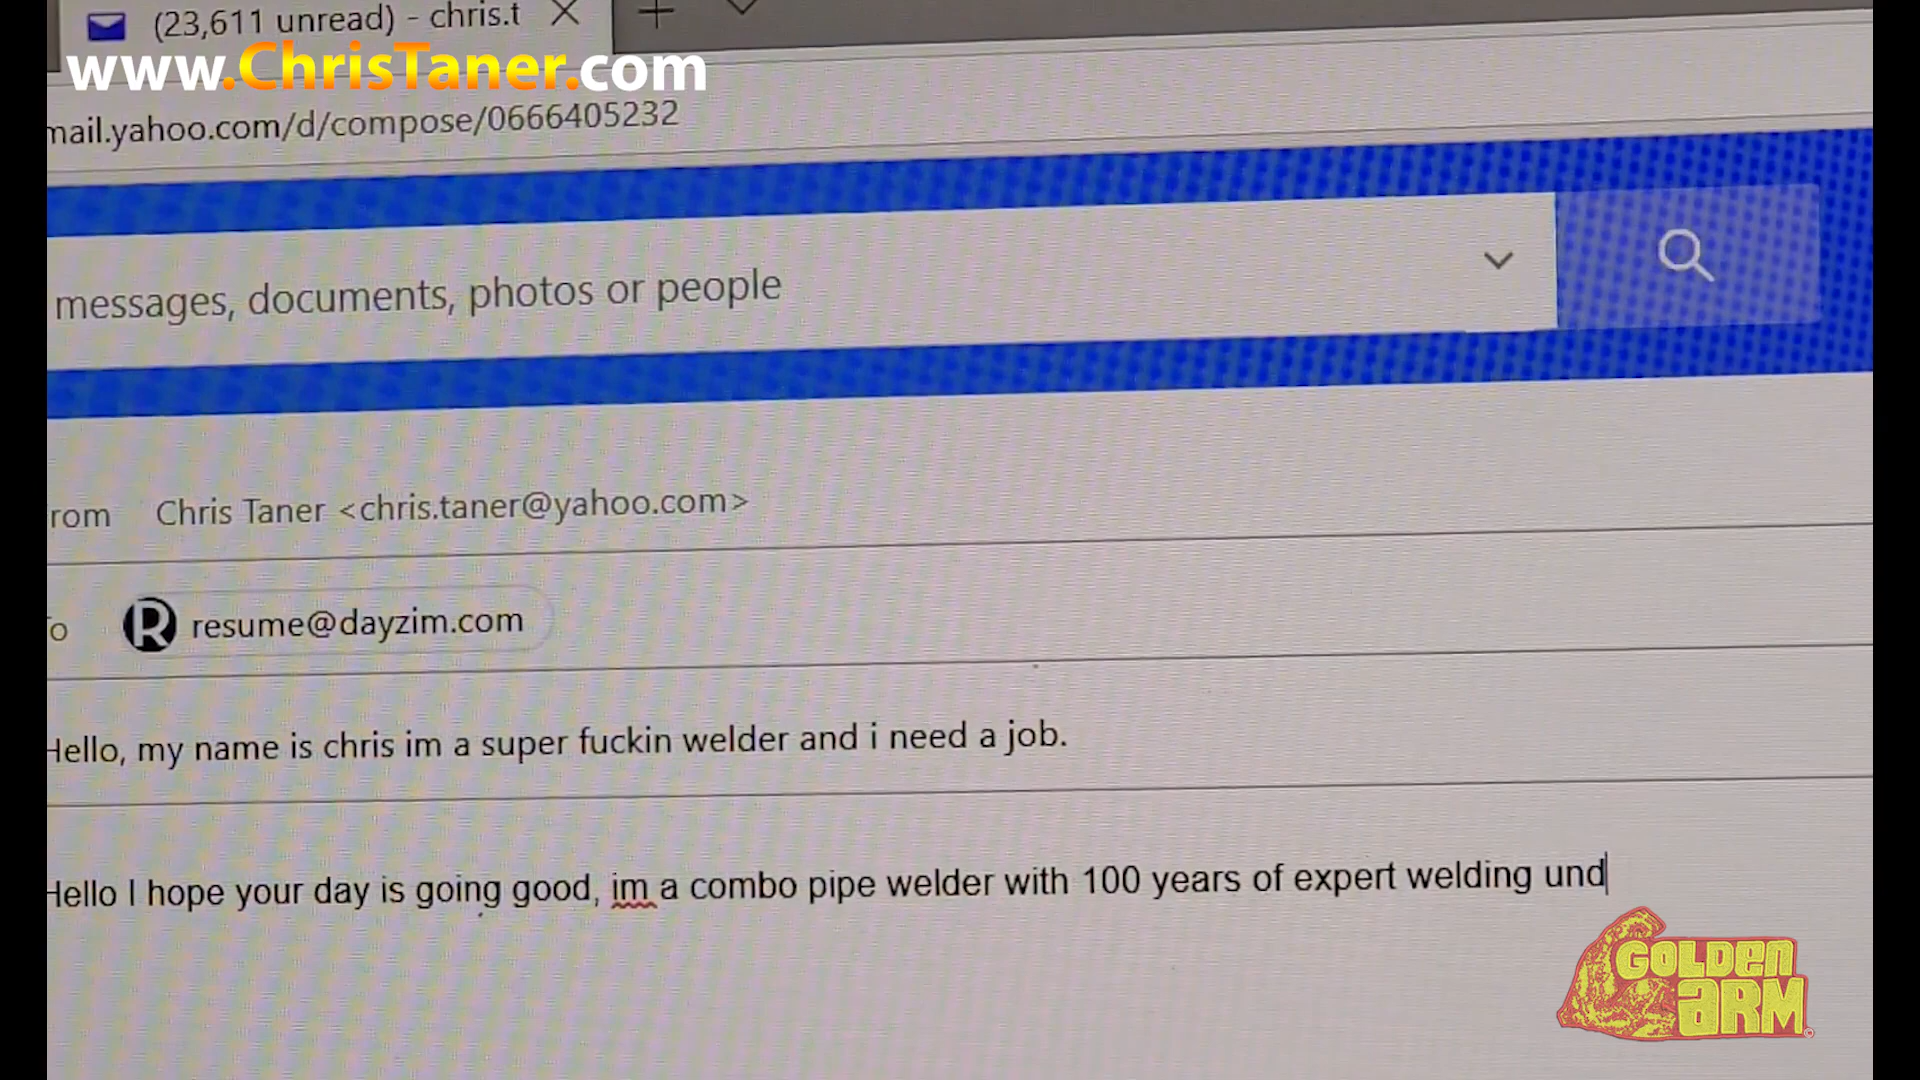 (23,611 unread) - chris.t
www.ChrisTaner.com
mail.yahoo.com/d/compose/0666405232
messages, documents, photos or people
rom Chris Taner <chris.taner@yahoo.com>
o R resume@dayzim.com
Hello, my name is chris im a super fuckin welder and i need a job.
Hello I hope your day is going good, im a combo pipe welder with 100 years of expert welding und
GOLDEN
ARM